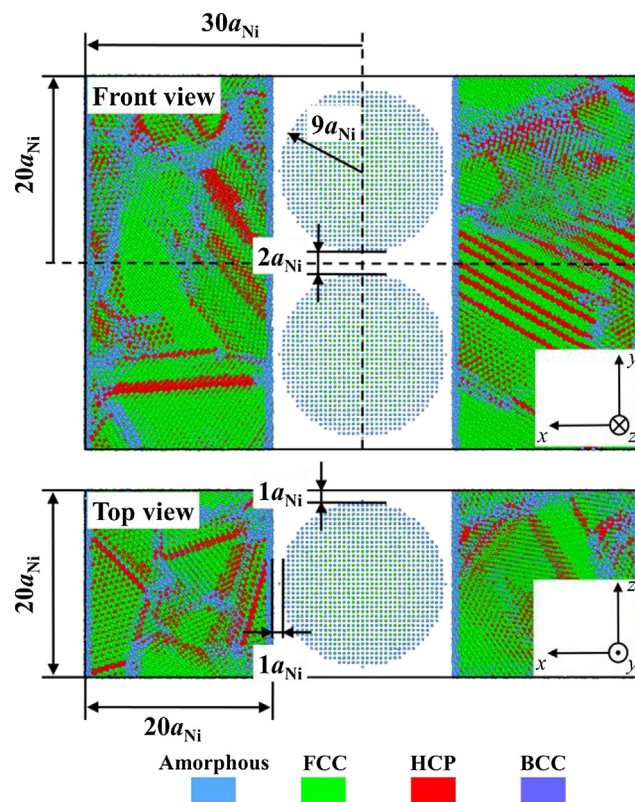 30aNi
Front view
20aNi
9aNi
2aNi
y
x
z
1aNi
Top view
20aNi
z
x
y
1aNi
20aNi
Amorphous FCC HCP BCC